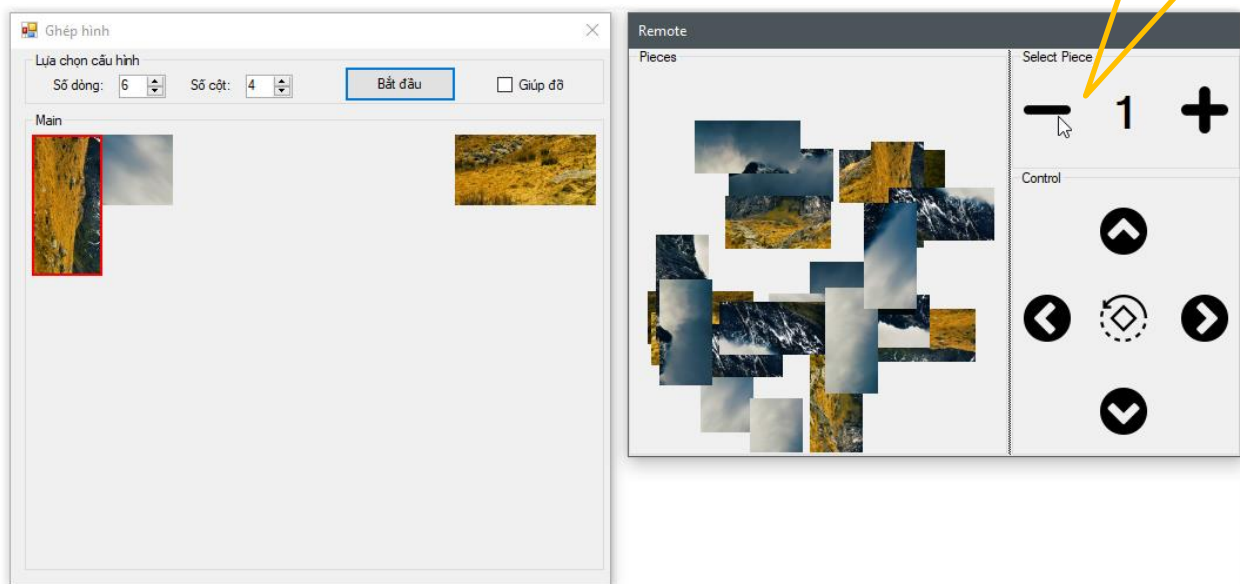 Ghép hình
Lựa chọn cấu hình
Số dòng: 6 Số cột: 4 Bắt đầu Giúp đỡ
Main
Remote
Pieces
Select Piece
1
Control